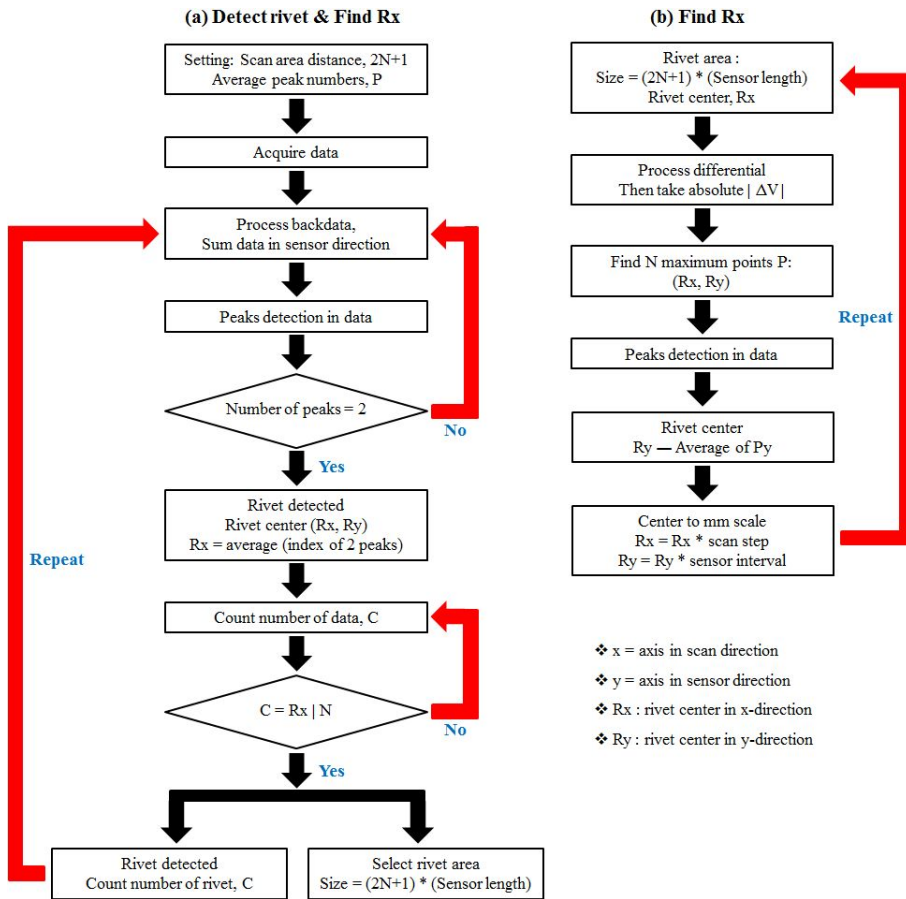 (a) Detect rivet & Find Rx
Setting: Scan area distance, 2N+1
Average peak numbers, P
Acquire data
Process backdata,
Sum data in sensor direction
Peaks detection in data
Number of peaks = 2
No
Yes
Rivet detected
Rivet center (Rx, Ry)
Rx = average (index of 2 peaks)
Repeat
Count number of data, C
C = Rx | N
No
Yes
Rivet detected
Count number of rivet, C
Select rivet area
Size = (2N+1) * (Sensor length)
(b) Find Rx
Rivet area :
Size = (2N+1) * (Sensor length)
Rivet center, Rx
Process differential
Then take absolute | ΔV|
Find N maximum points P:
(Rx, Ry)
Repeat
Peaks detection in data
Rivet center
Ry — Average of Py
Center to mm scale
Rx = Rx * scan step
Ry = Ry * sensor interval
❖ x = axis in scan direction
❖ y = axis in sensor direction
❖ Rx : rivet center in x-direction
❖ Ry : rivet center in y-direction